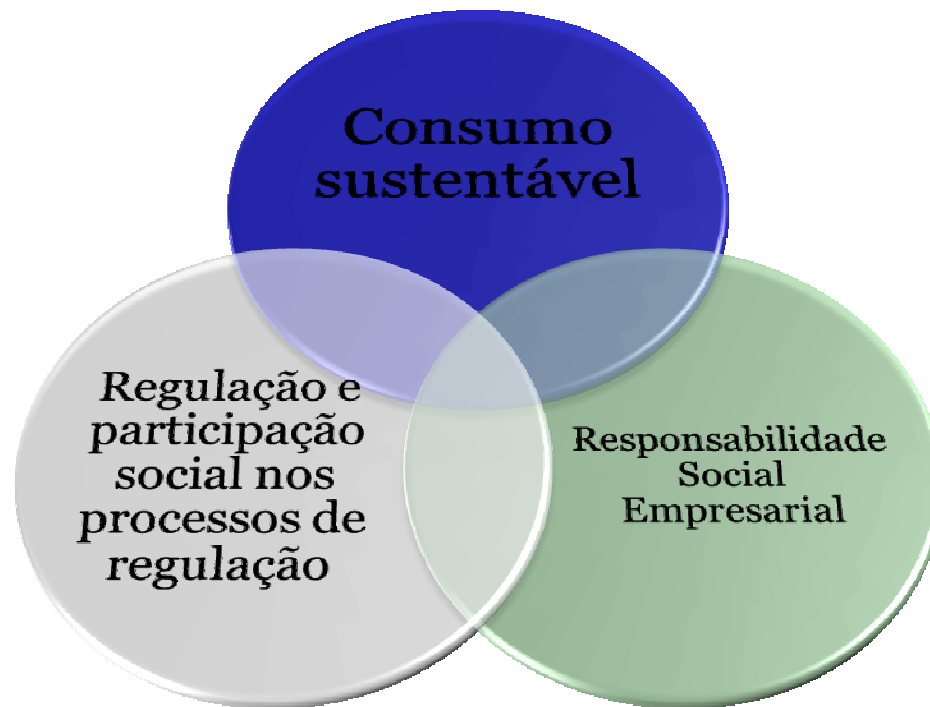 Consumo
sustentável
Regulação e
participação
social nos
processos de
regulação
Responsabilidade
Social
Empresarial